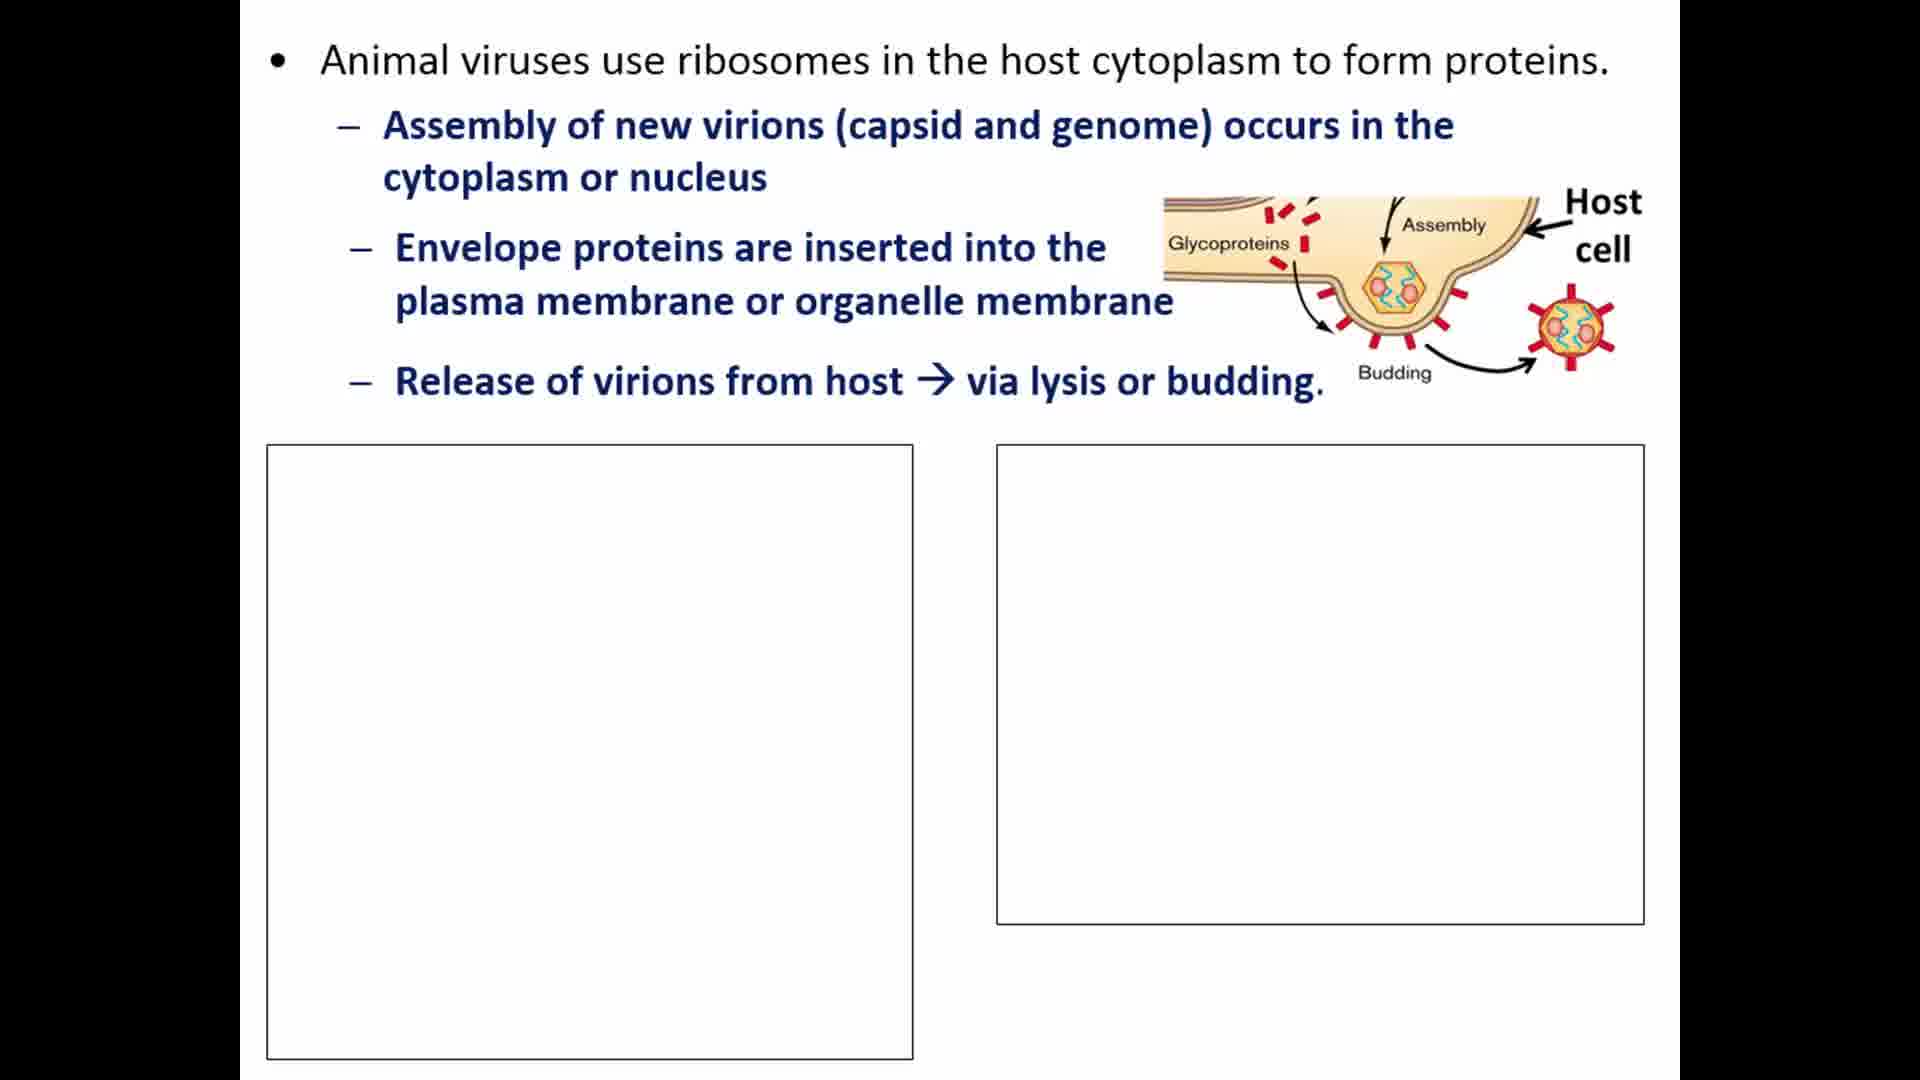 • Animal viruses use ribosomes in the host cytoplasm to form proteins.
– Assembly of new virions (capsid and genome) occurs in the
cytoplasm or nucleus
– Envelope proteins are inserted into the
plasma membrane or organelle membrane
– Release of virions from host → via lysis or budding.
Host
cell
Assembly
Glycoproteins
Budding